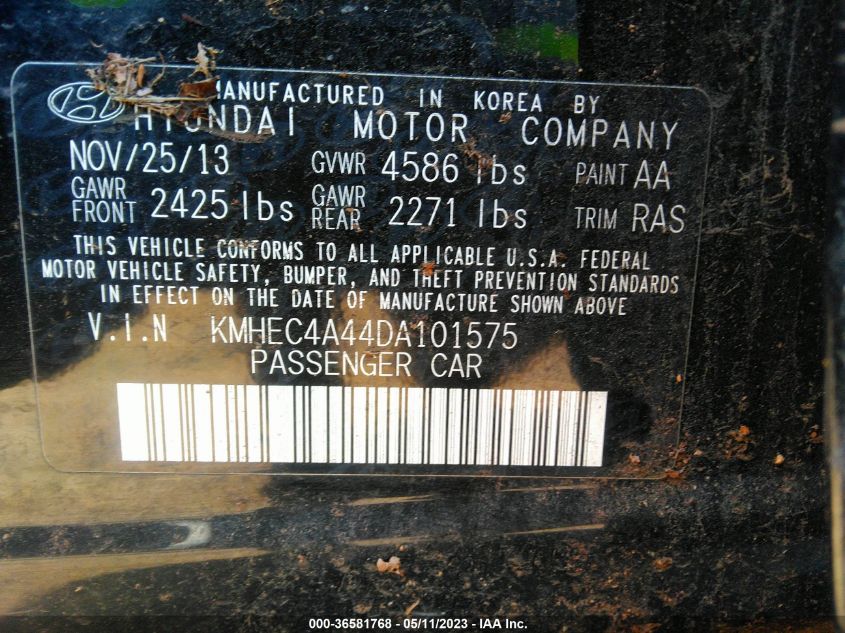 MANUFACTURED IN KOREA BY
HYUNDAI MOTOR COMPANY
NOV/25/13 GVWR 4586 lbs PAINT AA
GAWR FRONT 2425 lbs GAWR REAR 2271 lbs TRIM RAS
THIS VEHICLE CONFORMS TO ALL APPLICABLE U.S.A. FEDERAL
MOTOR VEHICLE SAFETY, BUMPER, AND THEFT PREVENTION STANDARDS
IN EFFECT ON THE DATE OF MANUFACTURE SHOWN ABOVE
V.I.N KMHEC4A44DA101575
PASSENGER CAR
000-36581768 - 05/11/2023 - IAA Inc.